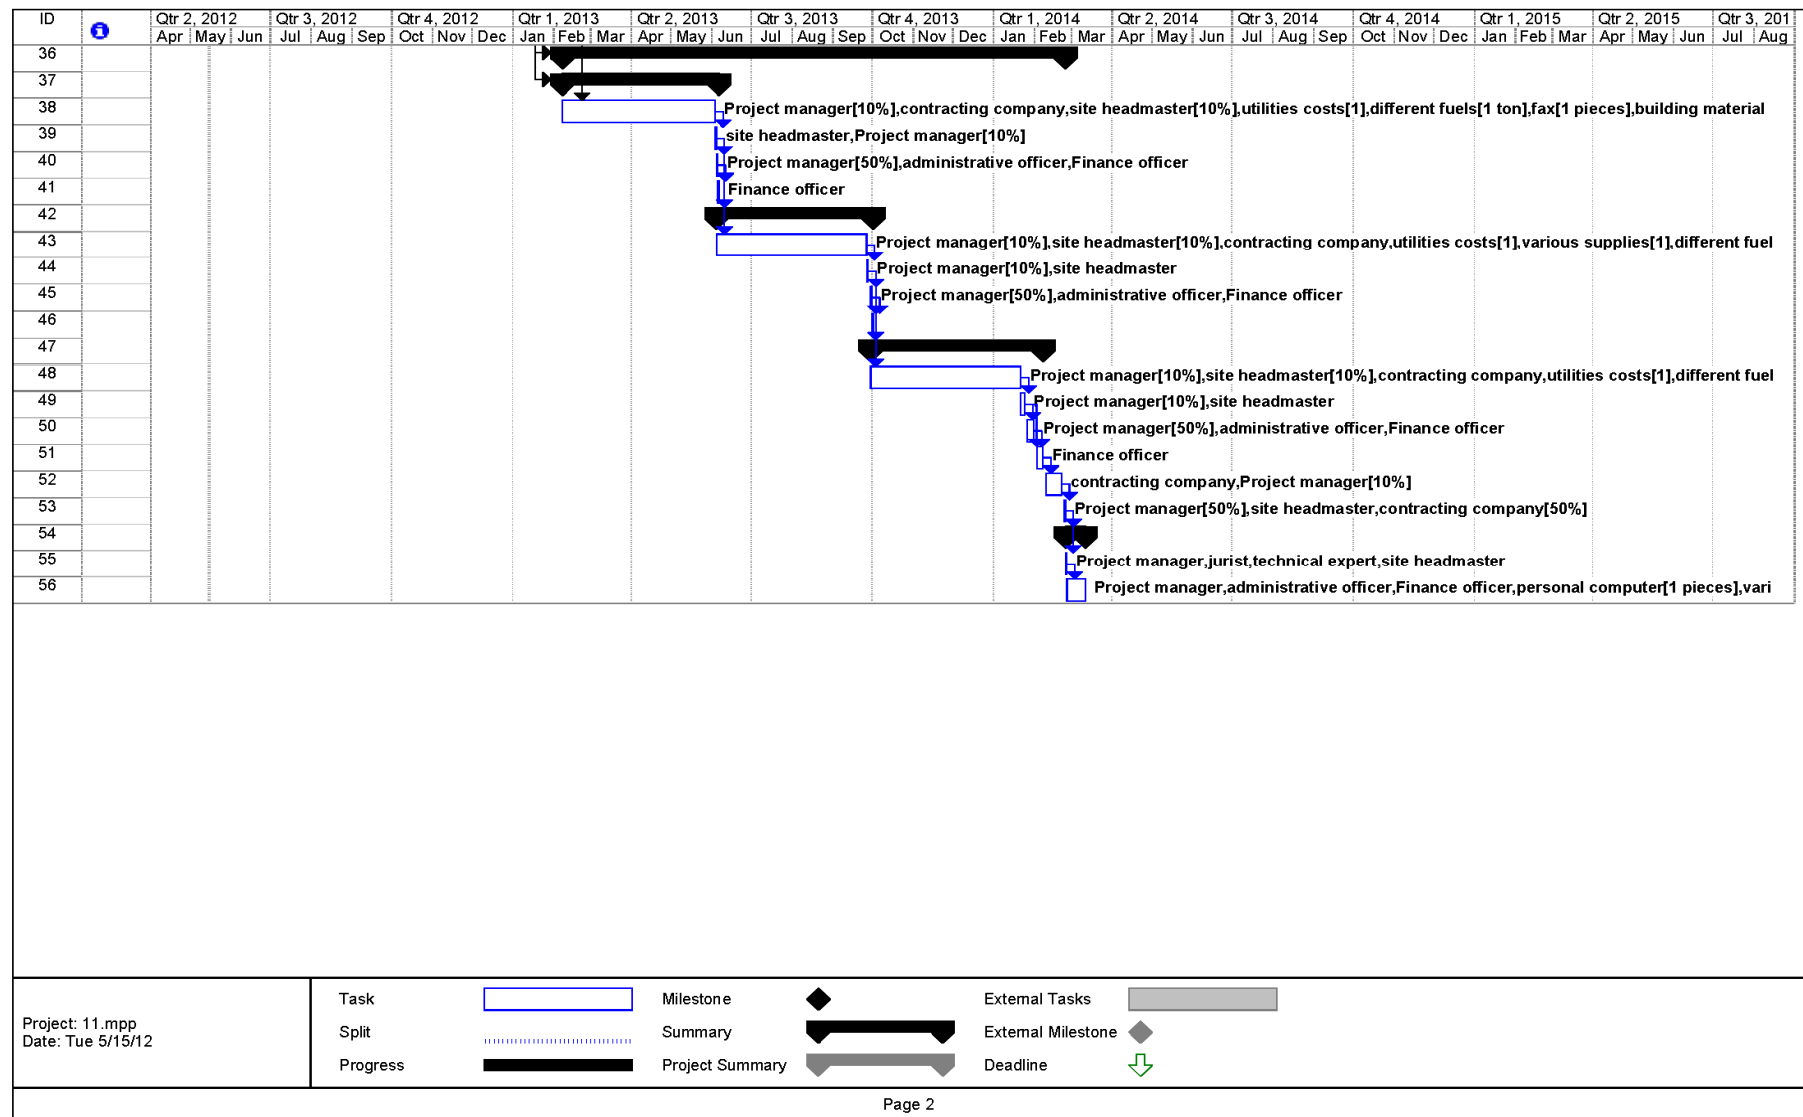 ID Qtr 2, 2012 Qtr 3, 2012 Qtr 4, 2012 Qtr 1, 2013 Qtr 2, 2013 Qtr 3, 2013 Qtr 4, 2013 Qtr 1, 2014 Qtr 2, 2014 Qtr 3, 2014 Qtr 4, 2014 Qtr 1, 2015 Qtr 2, 2015 Qtr 3, 201
Apr May Jun Jul Aug Sep Oct Nov Dec Jan Feb Mar Apr May Jun Jul Aug Sep Oct Nov Dec Jan Feb Mar Apr May Jun Jul Aug Sep Oct Nov Dec Jan Feb Mar Apr May Jun Jul Aug
36
37
38 Project manager[10%],contracting company,site headmaster[10%],utilities costs[1],different fuels[1 ton],fax[1 pieces],building material
39 site headmaster,Project manager[10%]
40 Project manager[50%],administrative officer,Finance officer
41 Finance officer
42
43 Project manager[10%],site headmaster[10%],contracting company,utilities costs[1],various supplies[1],different fuel
44 Project manager[10%],site headmaster
45 Project manager[50%],administrative officer,Finance officer
46
47
48 Project manager[10%],site headmaster[10%],contracting company,utilities costs[1],different fuel
49 Project manager[10%],site headmaster
50 Project manager[50%],administrative officer,Finance officer
51 Finance officer
52 contracting company,Project manager[10%]
53 Project manager[50%],site headmaster,contracting company[50%]
54
55 Project manager,jurist,technical expert,site headmaster
56 Project manager,administrative officer,Finance officer,personal computer[1 pieces],vari
Project: 11.mpp
Date: Tue 5/15/12
Task Milestone External Tasks
Split Summary External Milestone
Progress Project Summary Deadline
Page 2